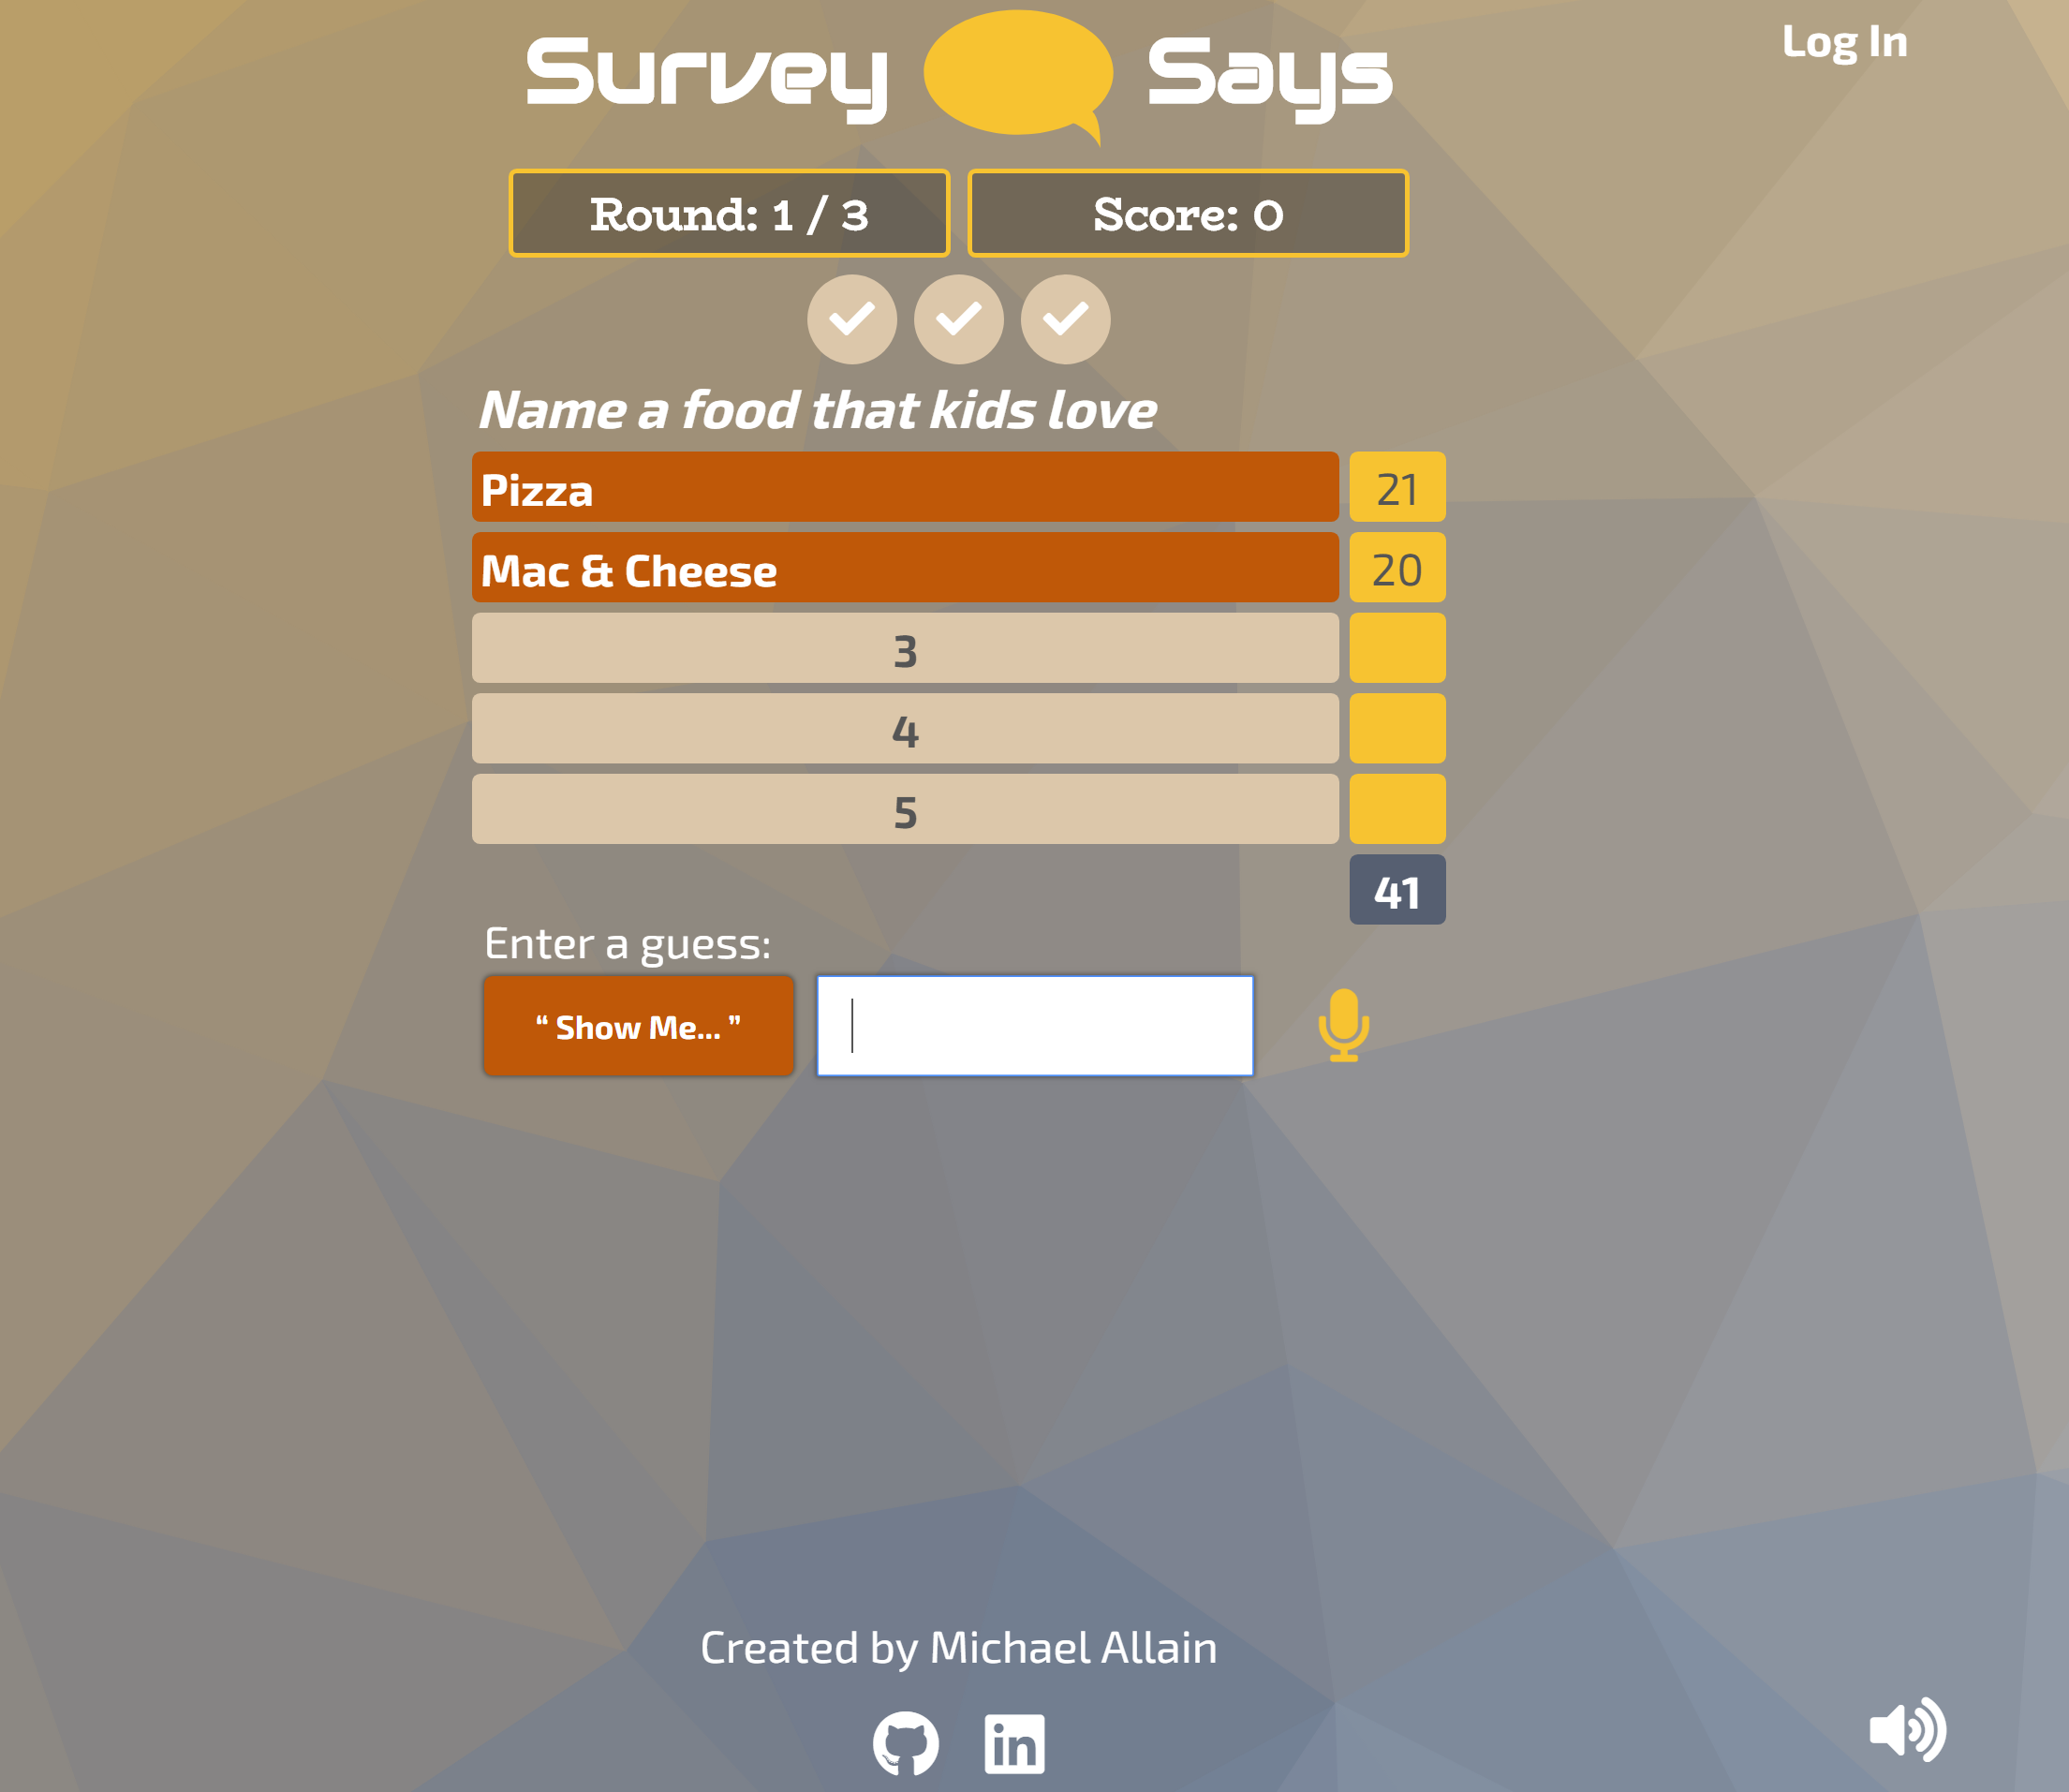 Survey Says
Log In
Round: 1 / 3
Score: 0
Name a food that kids love
Pizza 21
Mac & Cheese 20
3
4
5
41
Enter a guess:
“ Show Me... ”
Created by Michael Allain
in